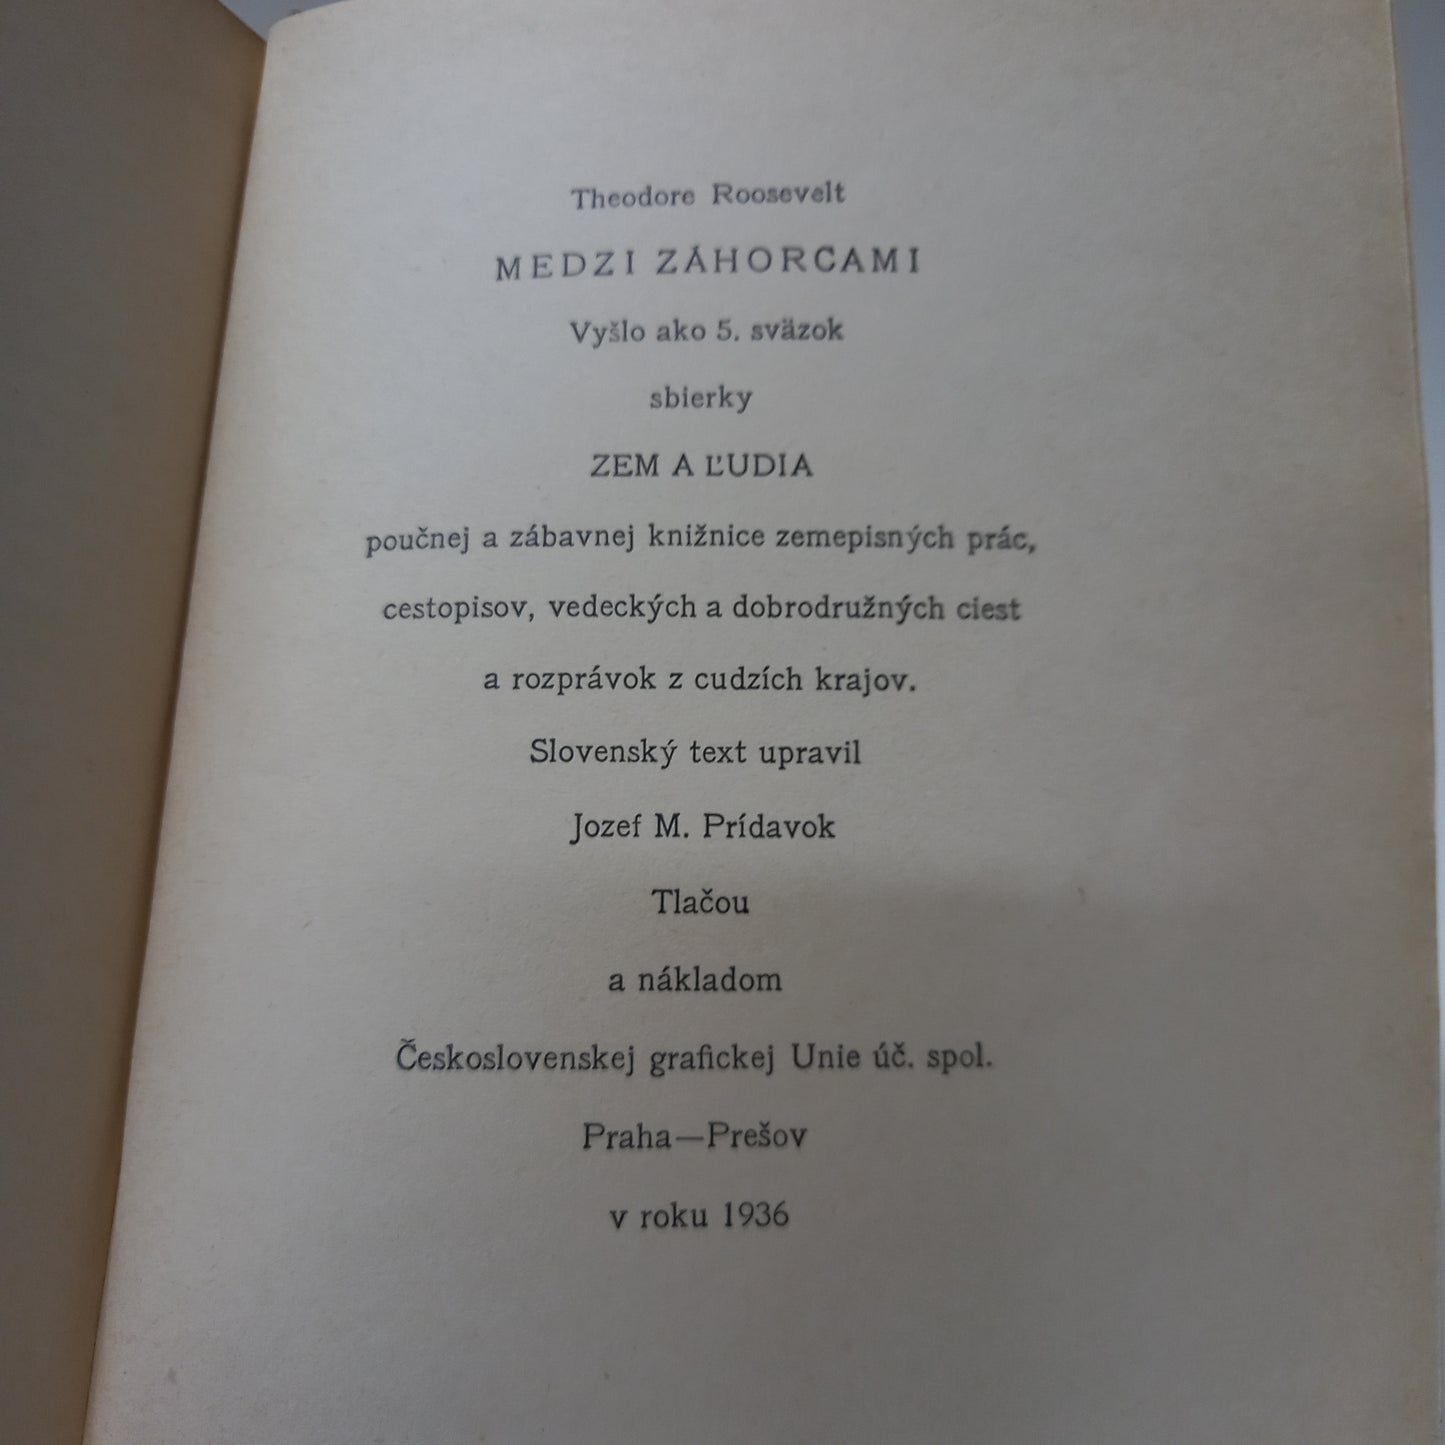 Theodore Roosevelt
MEDZI ZÁHORCAMI
Vyšlo ako 5. sväzok
sbierky
ZEM A ĽUDIA
poučnej a zábavnej knižnice zemepisných prác,
cestopisov, vedeckých a dobrodružných ciest
a rozprávok z cudzích krajov.
Slovenský text upravil
Jozef M. Prídavok
Tlačou
a nákladom
Československej grafickej Unie úč. spol.
Praha—Prešov
v roku 1936